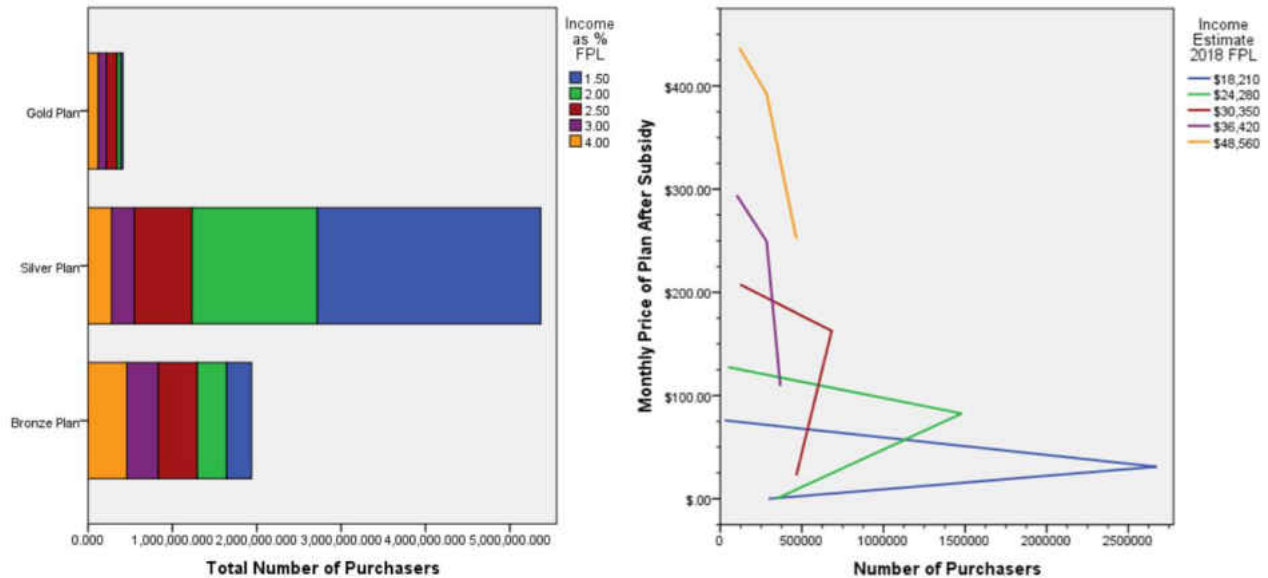 Gold Plan
Silver Plan
Bronze Plan
0.000
1,000,000.000
2,000,000.000
3,000,000.000
4,000,000.000
5,000,000.000
Total Number of Purchasers
Income
as %
FPL
1.50
2.00
2.50
3.00
4.00
Monthly Price of Plan After Subsidy
$400.00
$300.00
$200.00
$100.00
$.00
0
500000
1000000
1500000
2000000
2500000
Number of Purchasers
Income
Estimate
2018 FPL
$18,210
$24,280
$30,350
$36,420
$48,560